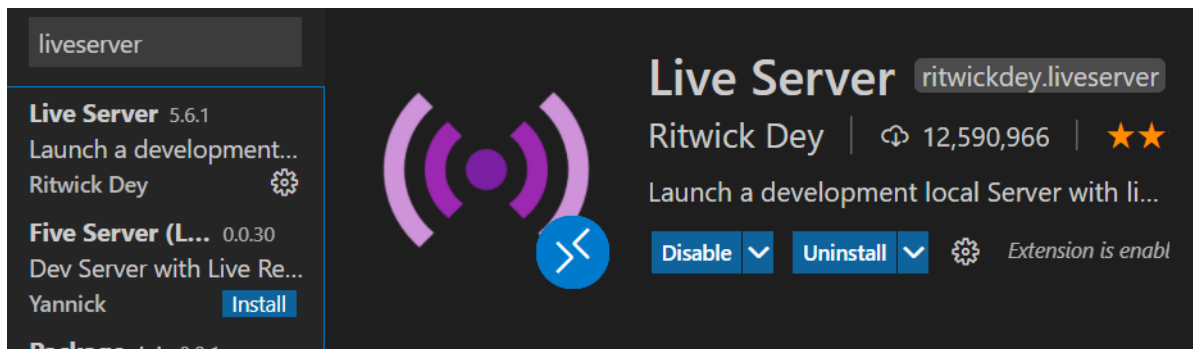 liveserver
Live Server 5.6.1
Launch a development...
Ritwick Dey
Five Server (L... 0.0.30
Dev Server with Live Re...
Yannick Install
Live Server ritwickdey.liveserver
Ritwick Dey 12,590,966
Launch a development local Server with li...
Disable Uninstall Extension is enabl